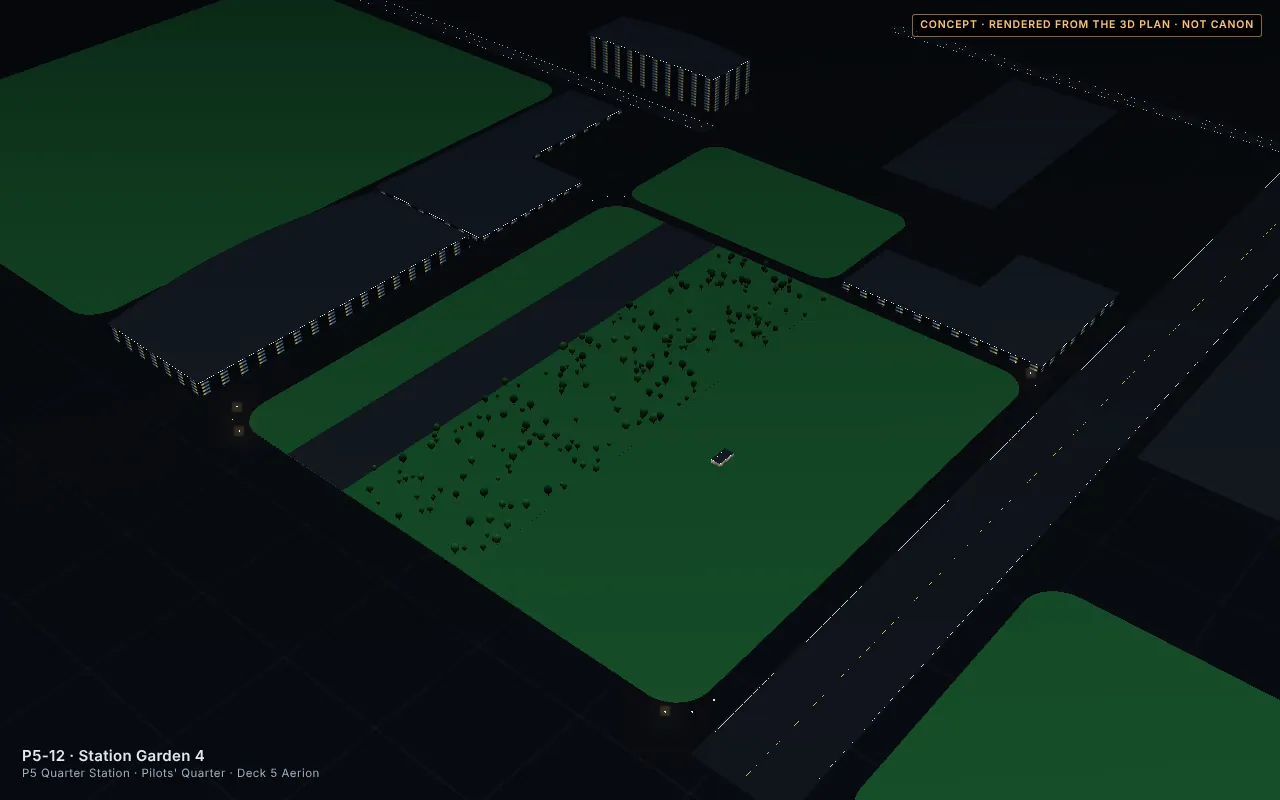 CONCEPT · RENDERED FROM THE 3D PLAN · NOT CANON
P5-12 · Station Garden 4
P5 Quarter Station · Pilots' Quarter · Deck 5 Aerion